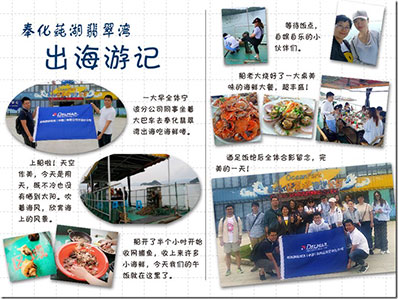 奉化莼湖翡翠湾
出海游记
一大早全体宁
波分公司同事坐着
大巴车去奉化翡翠
湾出海吃海鲜喽。
上船啦！天空
作美，今天是阴
天，既不冷也没
有晒到太阳。吹
着海风，欣赏海
上的风景。
船开了半个小时开始
收网捕鱼，收上来许多
小海鲜，今天我们的午
饭就在这里了。
等待饭点，
自娱自乐的小
伙伴们。
船老大烧好了一大桌美
味的海鲜大餐，超丰盛！
酒足饭饱后全体合影留念，完
美的一天！
DELMAR
OceanPark
DELMAR